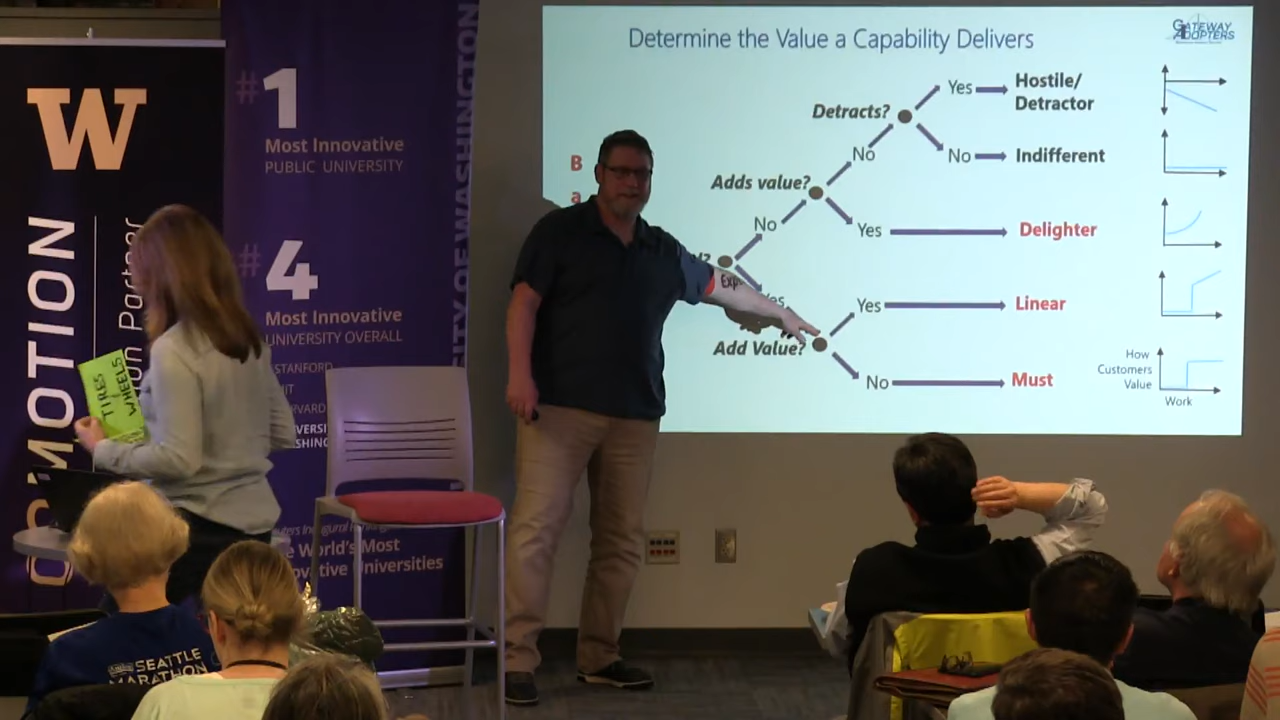 W
COMOTION
#1
Most Innovative
PUBLIC UNIVERSITY
#4
Most Innovative
UNIVERSITY OVERALL
STANFORD
World's Most
Universities
TIRES
WHEELS
SEATTLE
MARATHON
Determine the Value a Capability Delivers
GATEWAY
ADOPTERS
B
a
Detracts?
Yes
Hostile/
Detractor
No
No
Indifferent
Adds value?
No
Yes
Delighter
Yes
Yes
Linear
Add Value?
No
Must
How
Customers
Value
Work